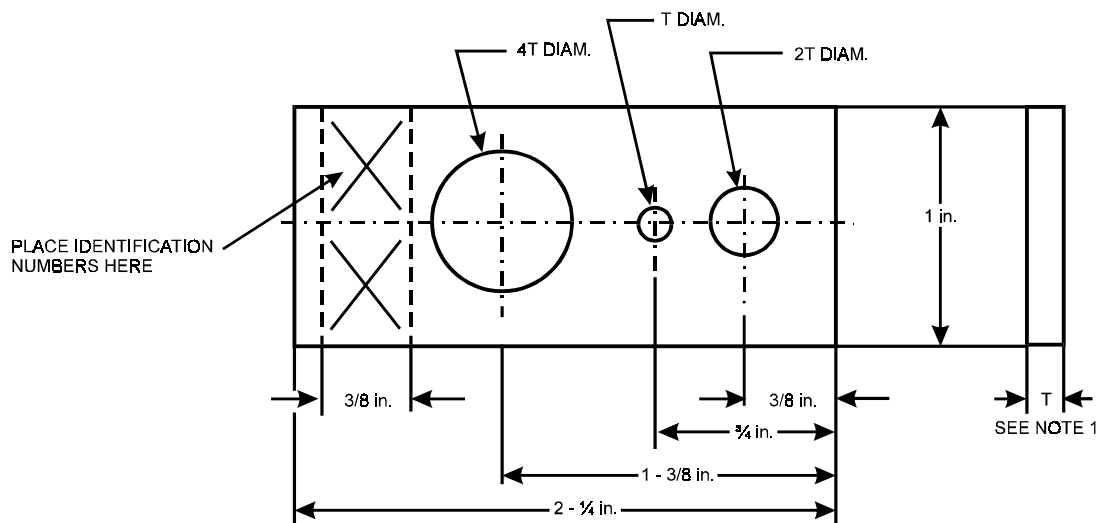 T DIAM.
4T DIAM.
2T DIAM.
1 in.
PLACE IDENTIFICATION
NUMBERS HERE
3/8 in.
3/8 in.
T
SEE NOTE 1
¾ in.
1 - 3/8 in.
2 - ¼ in.